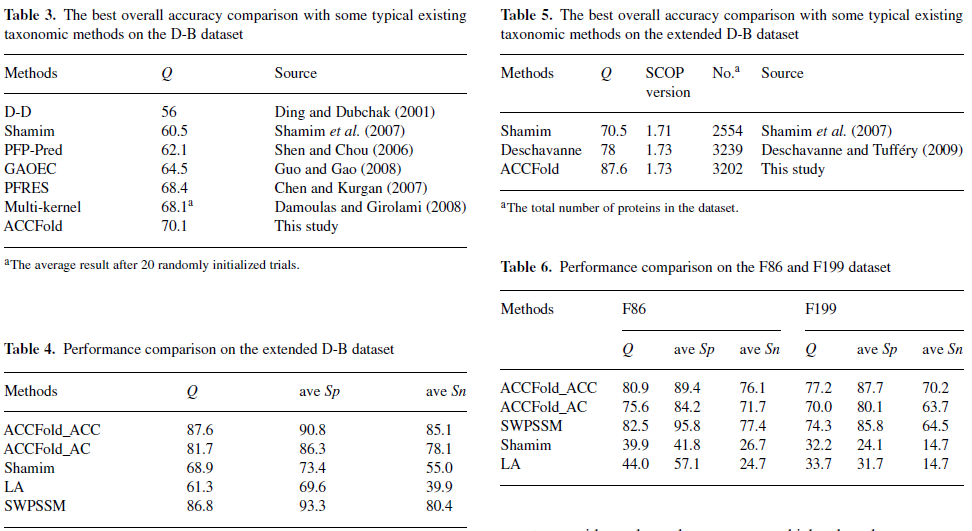 Table 3. The best overall accuracy comparison with some typical existing
taxonomic methods on the D-B dataset
Methods Q Source
D-D 56 Ding and Dubchak (2001)
Shamim 60.5 Shamim et al. (2007)
PFP-Pred 62.1 Shen and Chou (2006)
GAOEC 64.5 Guo and Gao (2008)
PFRES 68.4 Chen and Kurgan (2007)
Multi-kernel 68.1a Damoulas and Girolami (2008)
ACCFold 70.1 This study
aThe average result after 20 randomly initialized trials.
Table 4. Performance comparison on the extended D-B dataset
Methods Q ave Sp ave Sn
ACCFold_ACC 87.6 90.8 85.1
ACCFold_AC 81.7 86.3 78.1
Shamim 68.9 73.4 55.0
LA 61.3 69.6 39.9
SWPSSM 86.8 93.3 80.4
Table 5. The best overall accuracy comparison with some typical existing
taxonomic methods on the extended D-B dataset
Methods Q SCOP No.a Source
version
Shamim 70.5 1.71 2554 Shamim et al. (2007)
Deschavanne 78 1.73 3239 Deschavanne and Tufféry (2009)
ACCFold 87.6 1.73 3202 This study
aThe total number of proteins in the dataset.
Table 6. Performance comparison on the F86 and F199 dataset
Methods F86 F199
Q ave Sp ave Sn Q ave Sp ave Sn
ACCFold_ACC 80.9 89.4 76.1 77.2 87.7 70.2
ACCFold_AC 75.6 84.2 71.7 70.0 80.1 63.7
SWPSSM 82.5 95.8 77.4 74.3 85.8 64.5
Shamim 39.9 41.8 26.7 32.2 24.1 14.7
LA 44.0 57.1 24.7 33.7 31.7 14.7